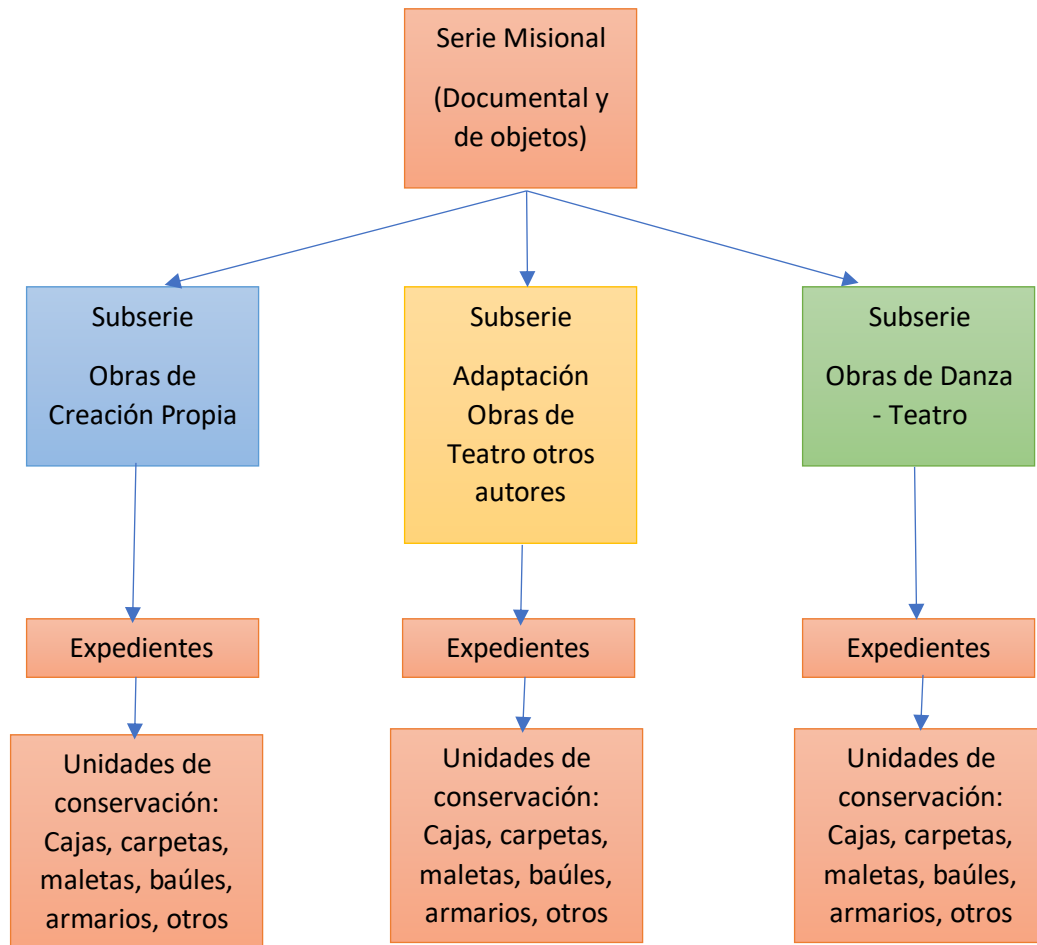 Serie Misional
(Documental y
de objetos)
Subserie
Obras de
Creación Propia
Subserie
Adaptación
Obras de
Teatro otros
autores
Subserie
Obras de Danza
- Teatro
Expedientes
Expedientes
Expedientes
Unidades de
conservación:
Cajas, carpetas,
maletas, baúles,
armarios, otros
Unidades de
conservación:
Cajas, carpetas,
maletas, baúles,
armarios, otros
Unidades de
conservación:
Cajas, carpetas,
maletas, baúles,
armarios, otros